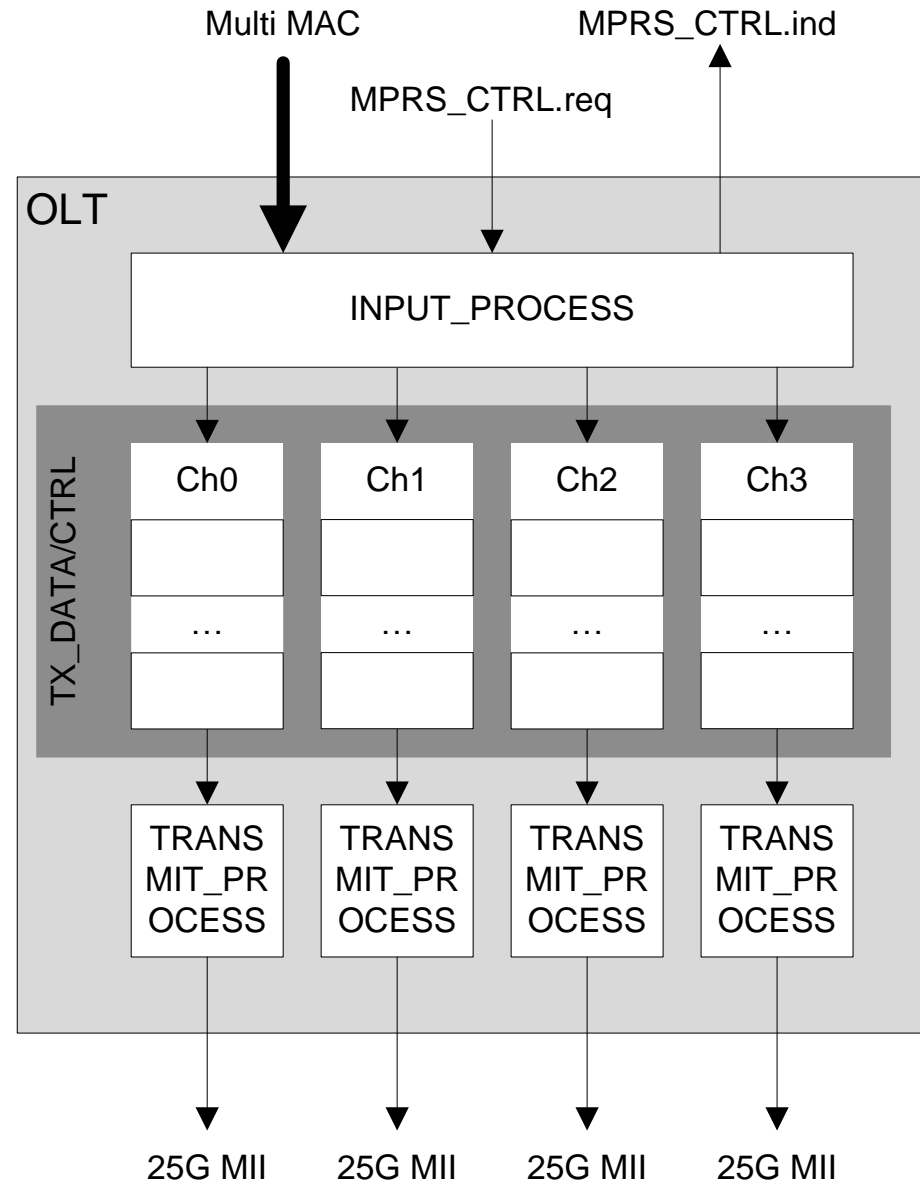 Multi MAC
MPRS_CTRL.ind
MPRS_CTRL.req
OLT
INPUT_PROCESS
TX_DATA/CTRL
Ch0
Ch1
Ch2
Ch3
…
…
…
…
TRANS
MIT_PR
OCESS
TRANS
MIT_PR
OCESS
TRANS
MIT_PR
OCESS
TRANS
MIT_PR
OCESS
25G MII
25G MII
25G MII
25G MII